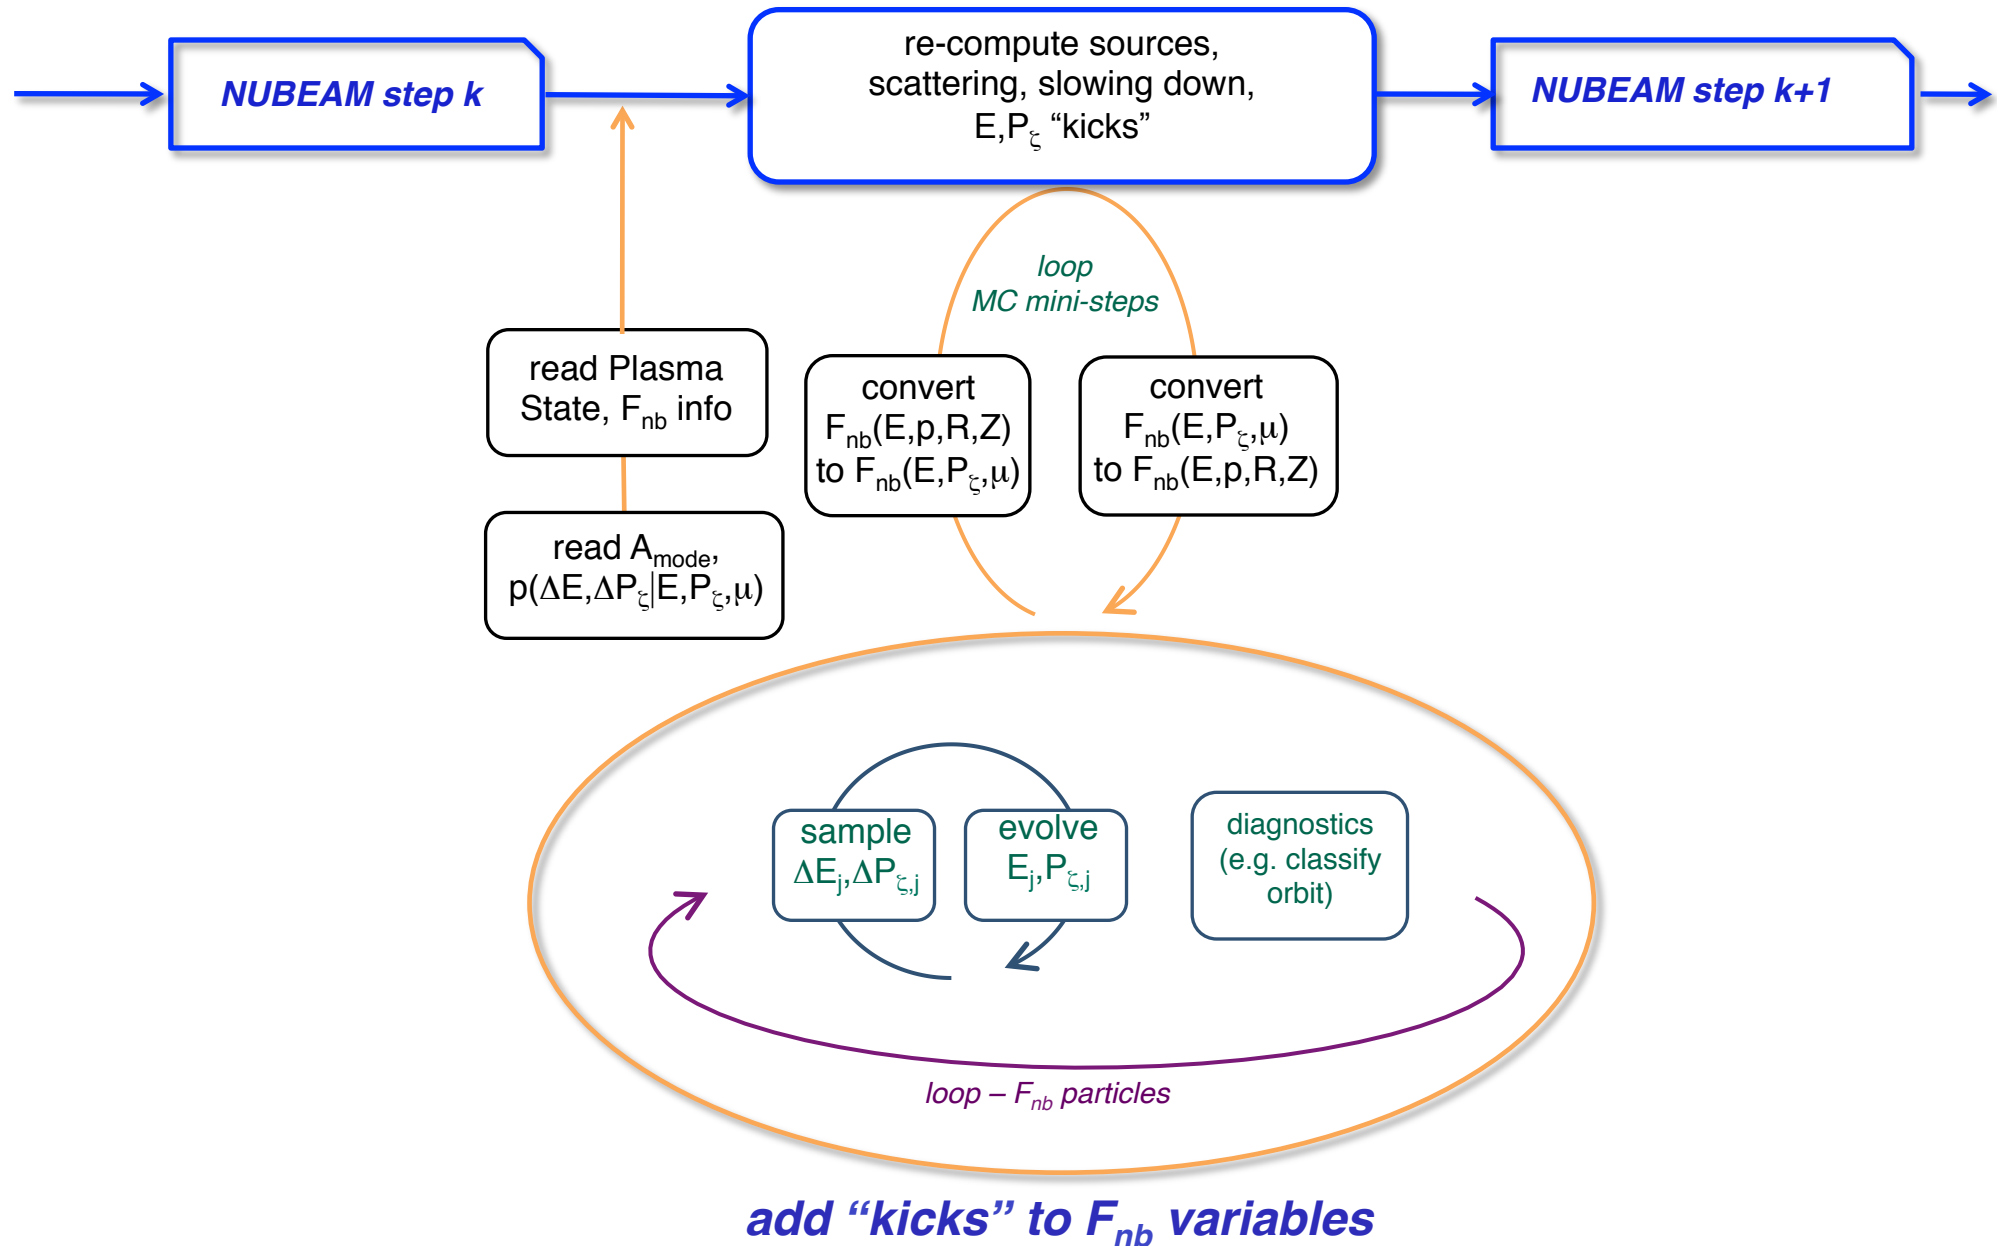 NUBEAM step k
re-compute sources,
scattering, slowing down,
E,Pζ “kicks”
NUBEAM step k+1
loop
MC mini-steps
read Plasma
State, Fnb info
convert
Fnb(E,p,R,Z)
to Fnb(E,Pζ,μ)
convert
Fnb(E,Pζ,μ)
to Fnb(E,p,R,Z)
read Amode,
p(ΔE,ΔPζ|E,Pζ,μ)
sample
ΔEj,ΔPζ,j
evolve
Ej,Pζ,j
diagnostics
(e.g. classify
orbit)
loop – Fnb particles
add “kicks” to Fnb variables